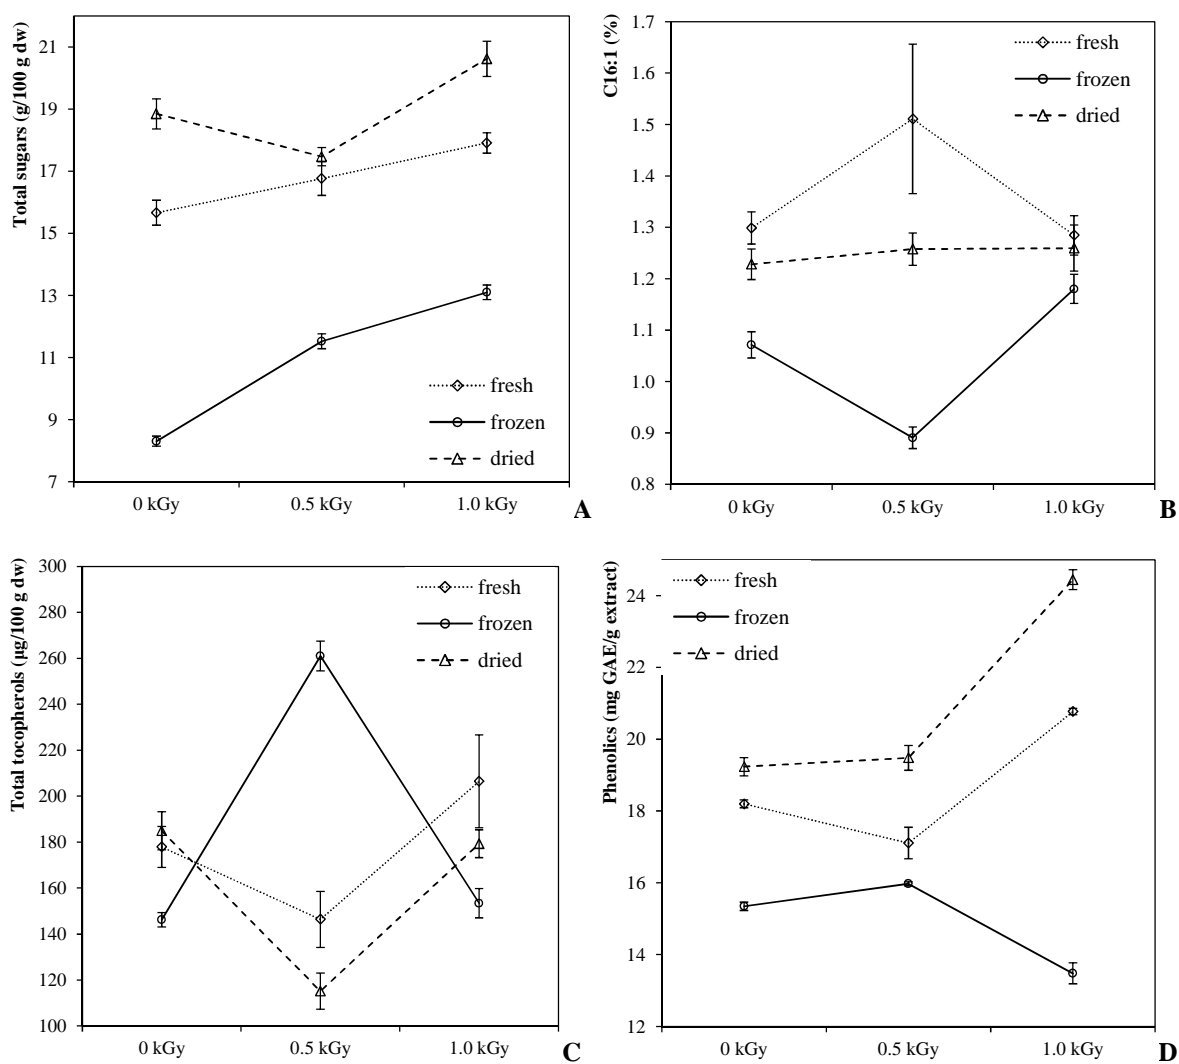 Total sugars (g/100 g dw)
21
19
17
15
13
11
9
7
fresh
frozen
dried
0 kGy
0.5 kGy
1.0 kGy
A
C16:1 (%)
1.7
1.6
1.5
1.4
1.3
1.2
1.1
1.0
0.9
0.8
fresh
frozen
dried
0 kGy
0.5 kGy
1.0 kGy
B
Total tocopherols (µg/100 g dw)
300
280
260
240
220
200
180
160
140
120
100
fresh
frozen
dried
0 kGy
0.5 kGy
1.0 kGy
C
Phenolics (mg GAE/g extract)
24
22
20
18
16
14
12
fresh
frozen
dried
0 kGy
0.5 kGy
1.0 kGy
D